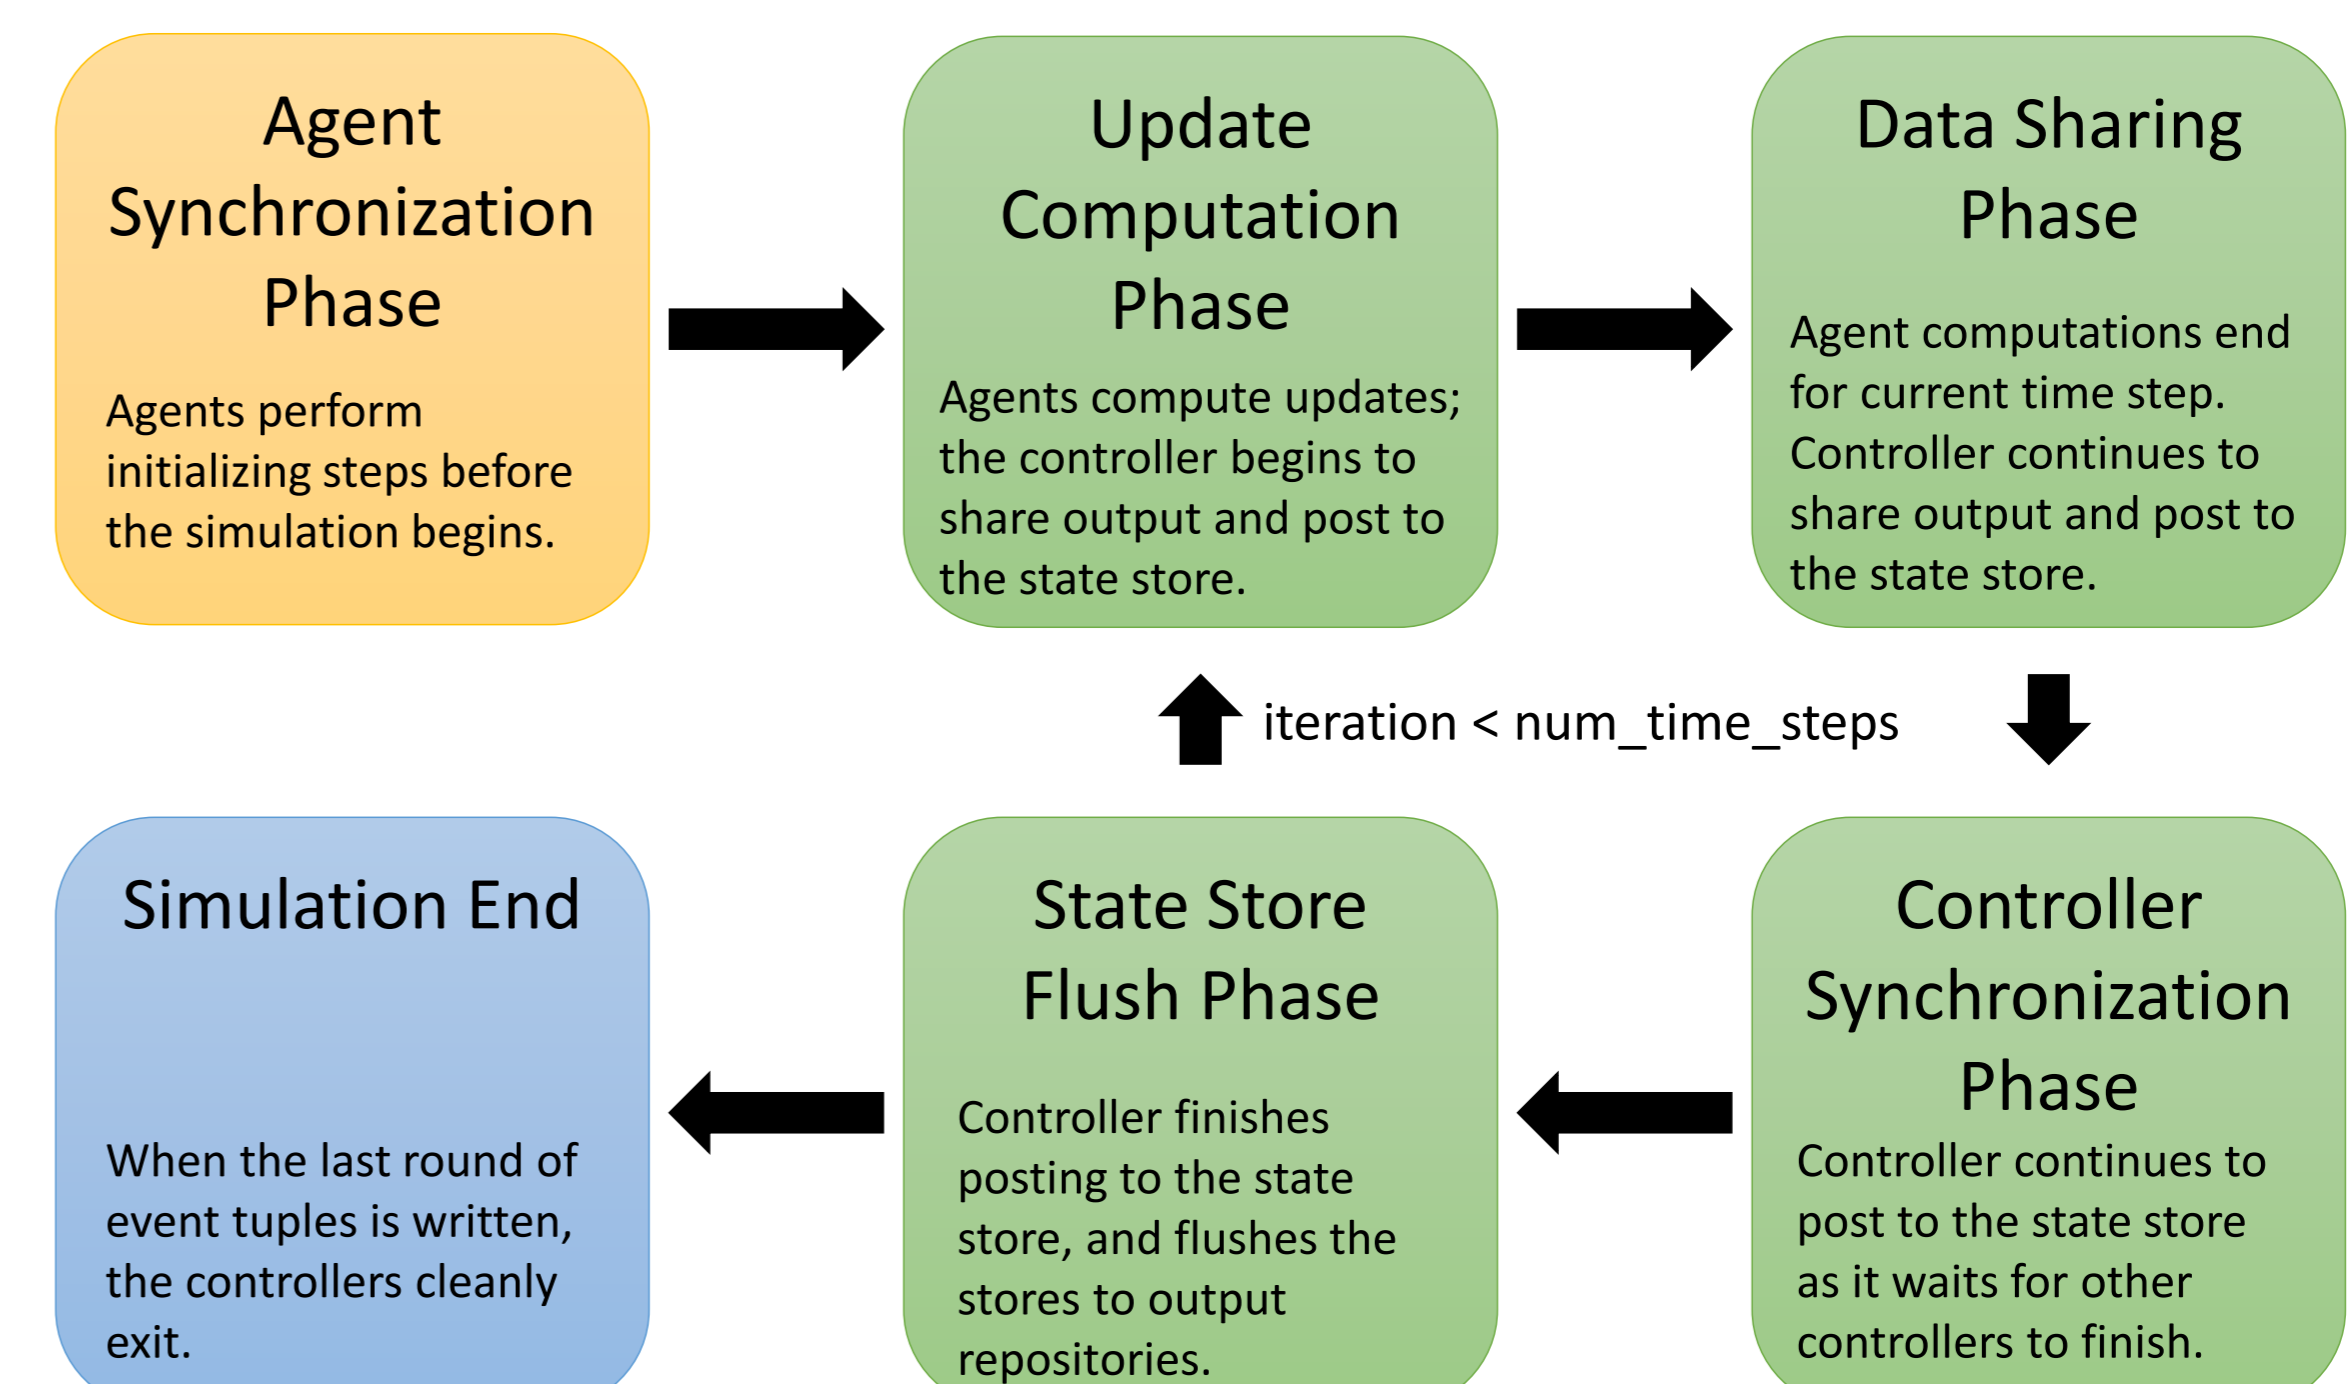 Agent
Synchronization
Phase
Agents perform
initializing steps before
the simulation begins.
Update
Computation
Phase
Agents compute updates;
the controller begins to
share output and post to
the state store.
Data Sharing
Phase
Agent computations end
for current time step.
Controller continues to
share output and post to
the state store.
iteration < num_time_steps
Simulation End
When the last round of
event tuples is written,
the controllers cleanly
exit.
State Store
Flush Phase
Controller finishes
posting to the state
store, and flushes the
stores to output
repositories.
Controller
Synchronization
Phase
Controller continues to
post to the state store
as it waits for other
controllers to finish.